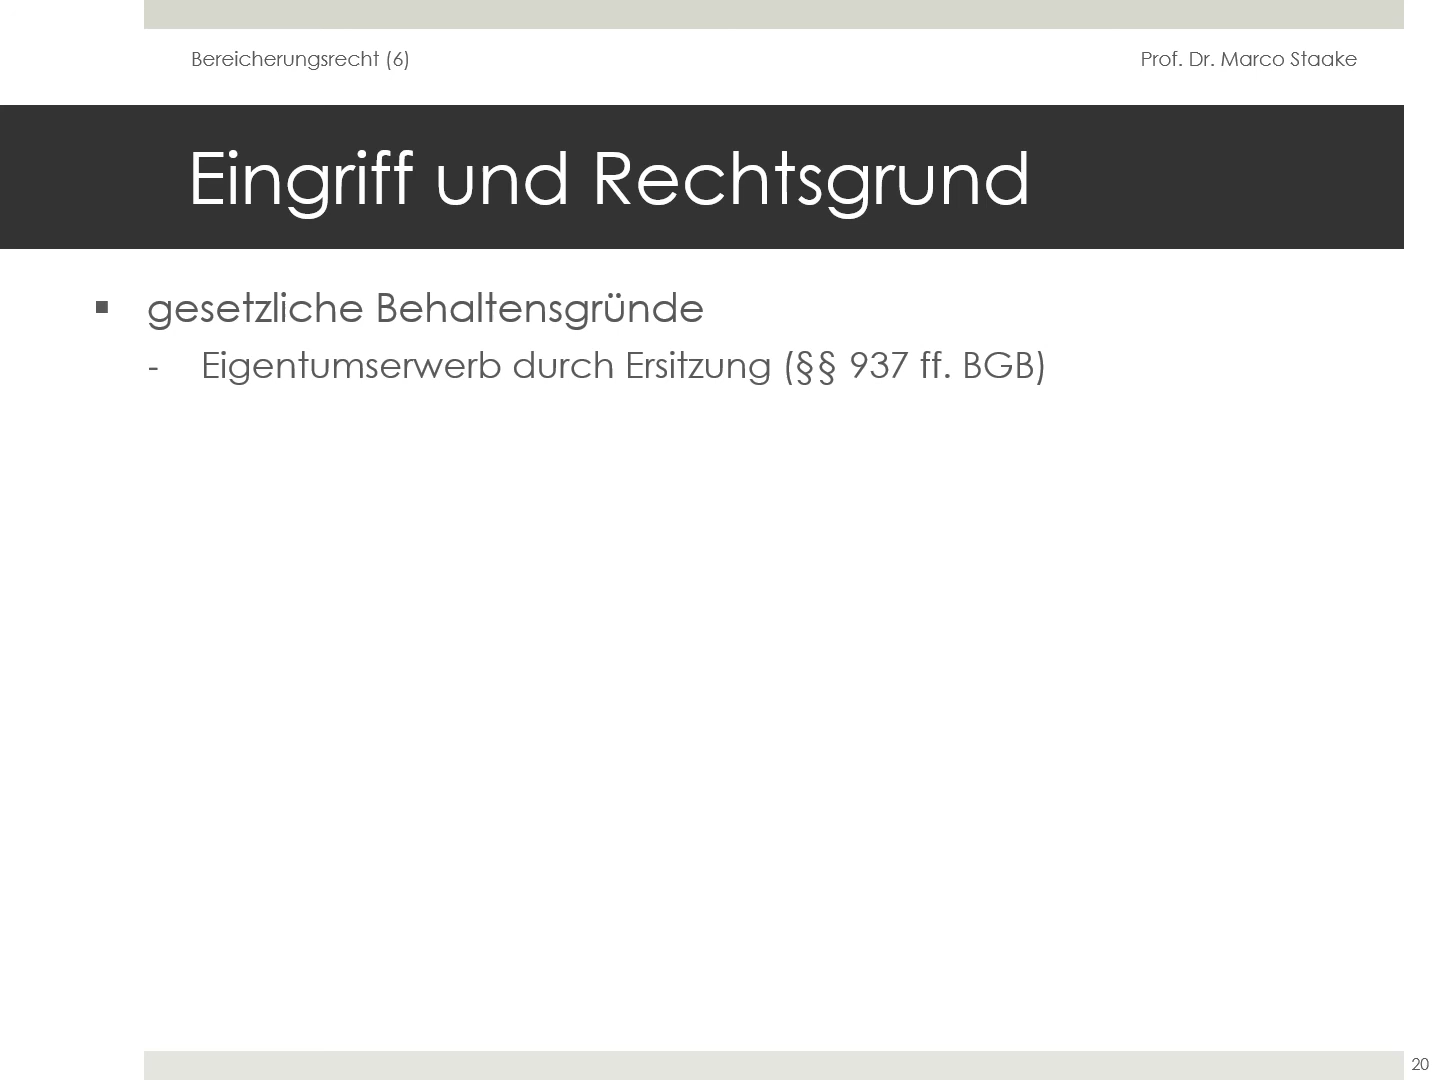 Bereicherungsrecht (6)
Prof. Dr. Marco Staake
Eingriff und Rechtsgrund
▪ gesetzliche Behaltensgründe
- Eigentumserwerb durch Ersitzung (§§ 937 ff. BGB)
20